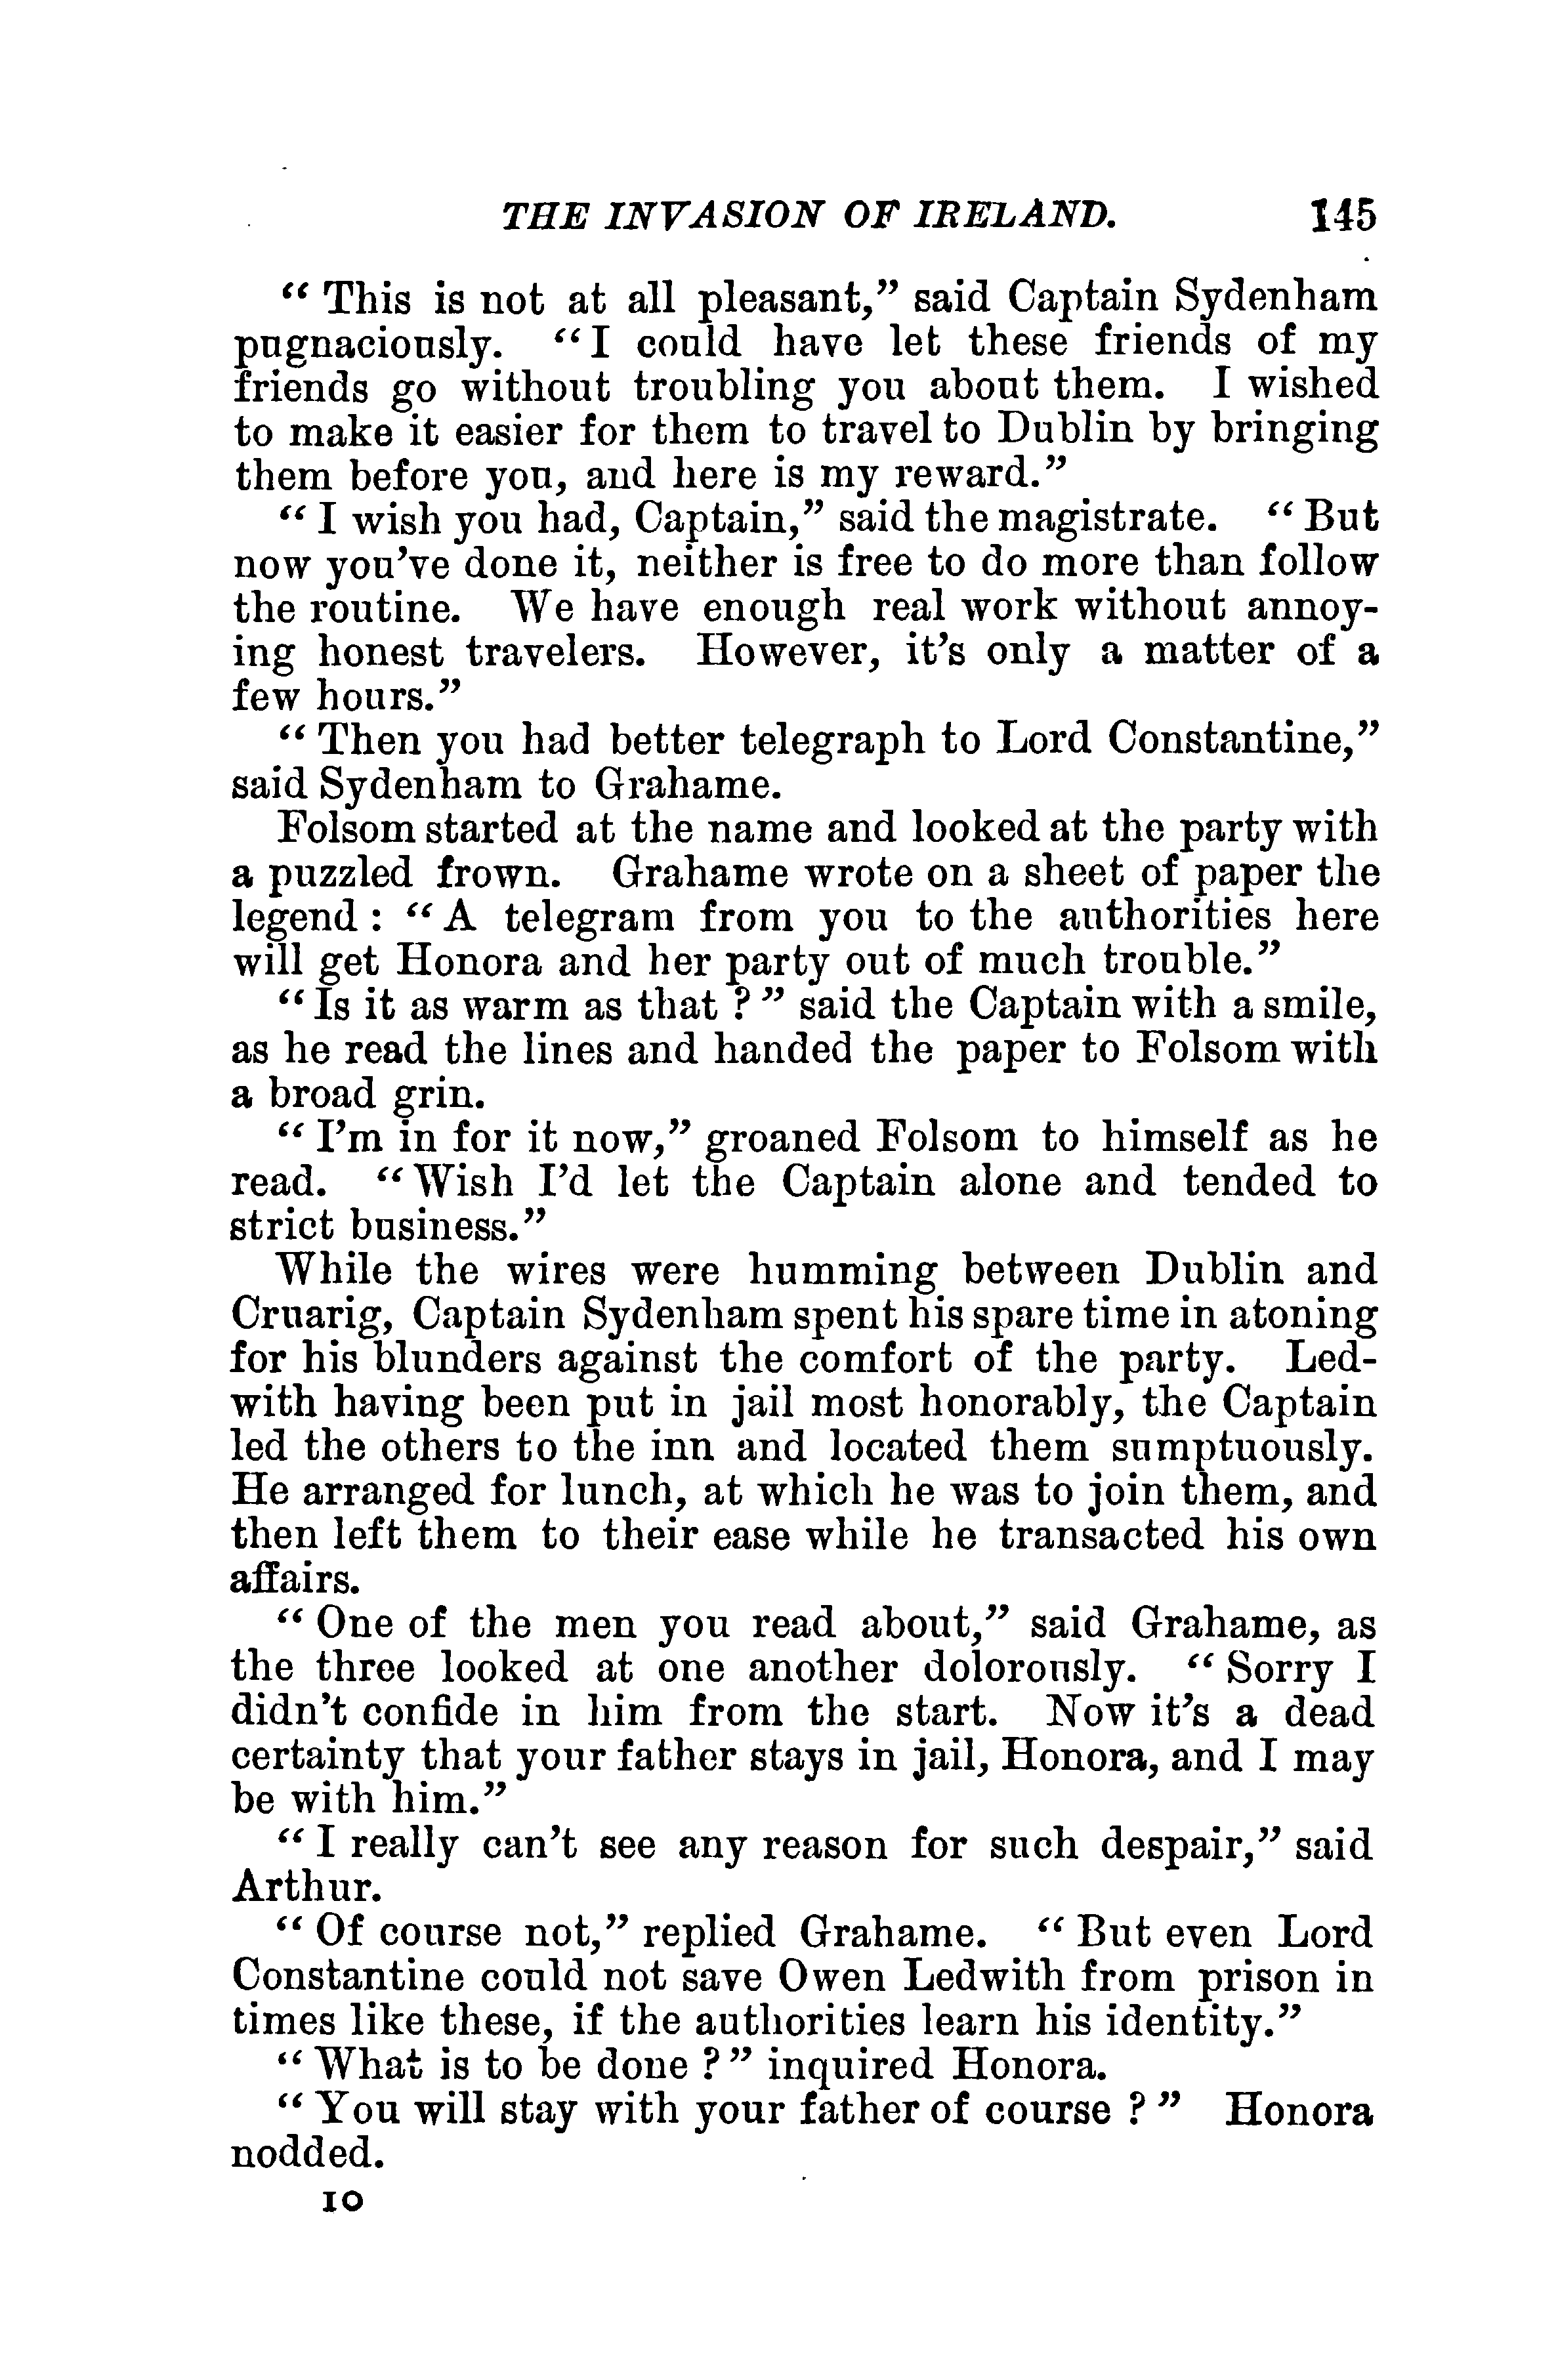 THE INVASION OF IRELAND. 145
“ This is not at all pleasant,” said Captain Sydenham
pugnaciously. “ I could have let these friends of my
friends go without troubling you about them. I wished
to make it easier for them to travel to Dublin by bringing
them before you, and here is my reward.”
“ I wish you had, Captain,” said the magistrate. “ But
now you’ve done it, neither is free to do more than follow
the routine. We have enough real work without annoy-
ing honest travelers. However, it’s only a matter of a
few hours.”
“ Then you had better telegraph to Lord Constantine,”
said Sydenham to Grahame.
Folsom started at the name and looked at the party with
a puzzled frown. Grahame wrote on a sheet of paper the
legend : “ A telegram from you to the authorities here
will get Honora and her party out of much trouble.”
“ Is it as warm as that ? ” said the Captain with a smile,
as he read the lines and handed the paper to Folsom with
a broad grin.
“ I’m in for it now,” groaned Folsom to himself as he
read. “ Wish I’d let the Captain alone and tended to
strict business.”
While the wires were humming between Dublin and
Cruarig, Captain Sydenham spent his spare time in atoning
for his blunders against the comfort of the party. Led-
with having been put in jail most honorably, the Captain
led the others to the inn and located them sumptuously.
He arranged for lunch, at which he was to join them, and
then left them to their ease while he transacted his own
affairs.
“ One of the men you read about,” said Grahame, as
the three looked at one another dolorously. “ Sorry I
didn’t confide in him from the start. Now it’s a dead
certainty that your father stays in jail, Honora, and I may
be with him.”
“ I really can’t see any reason for such despair,” said
Arthur.
“ Of course not,” replied Grahame. “ But even Lord
Constantine could not save Owen Ledwith from prison in
times like these, if the authorities learn his identity.”
“ What is to be done ? ” inquired Honora.
“ You will stay with your father of course ? ” Honora
nodded.
10